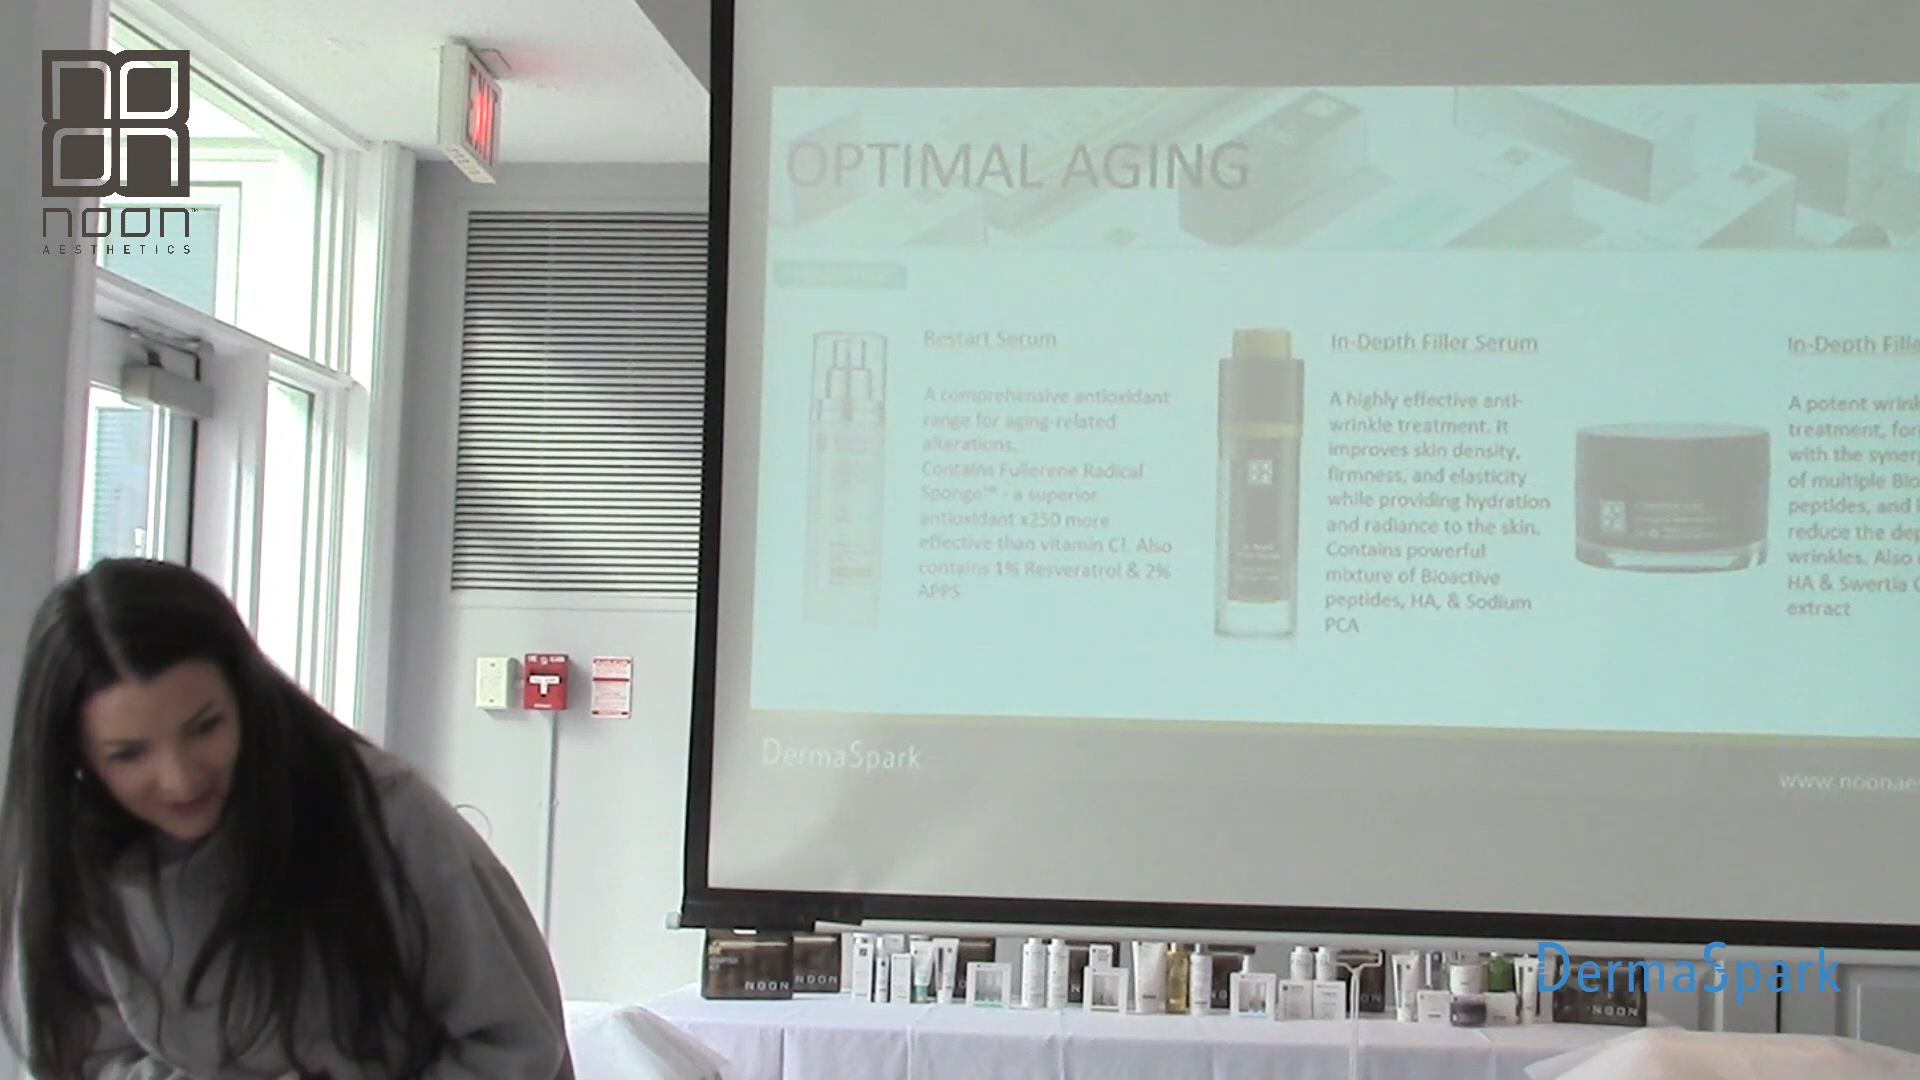 noon
AESTHETICS
OPTIMAL AGING
Restart Serum
A comprehensive antioxidant
range for aging-related
alterations.
Contains Fullerene Radical
Sponge™ - a superior
antioxidant x250 more
effective than vitamin C!. Also
contains 1% Resveratrol & 2%
APPS
In-Depth Filler Serum
A highly effective anti-
wrinkle treatment. It
improves skin density,
firmness, and elasticity
while providing hydration
and radiance to the skin.
Contains powerful
mixture of Bioactive
peptides, HA, & Sodium
PCA
In-Depth Fille
A potent wrink
treatment, for
with the synerg
of multiple Bio
peptides, and
reduce the dep
wrinkles. Also
HA & Swertia C
extract
DermaSpark
www.noonaes
NOON
NOON
DermaSpark
NOON